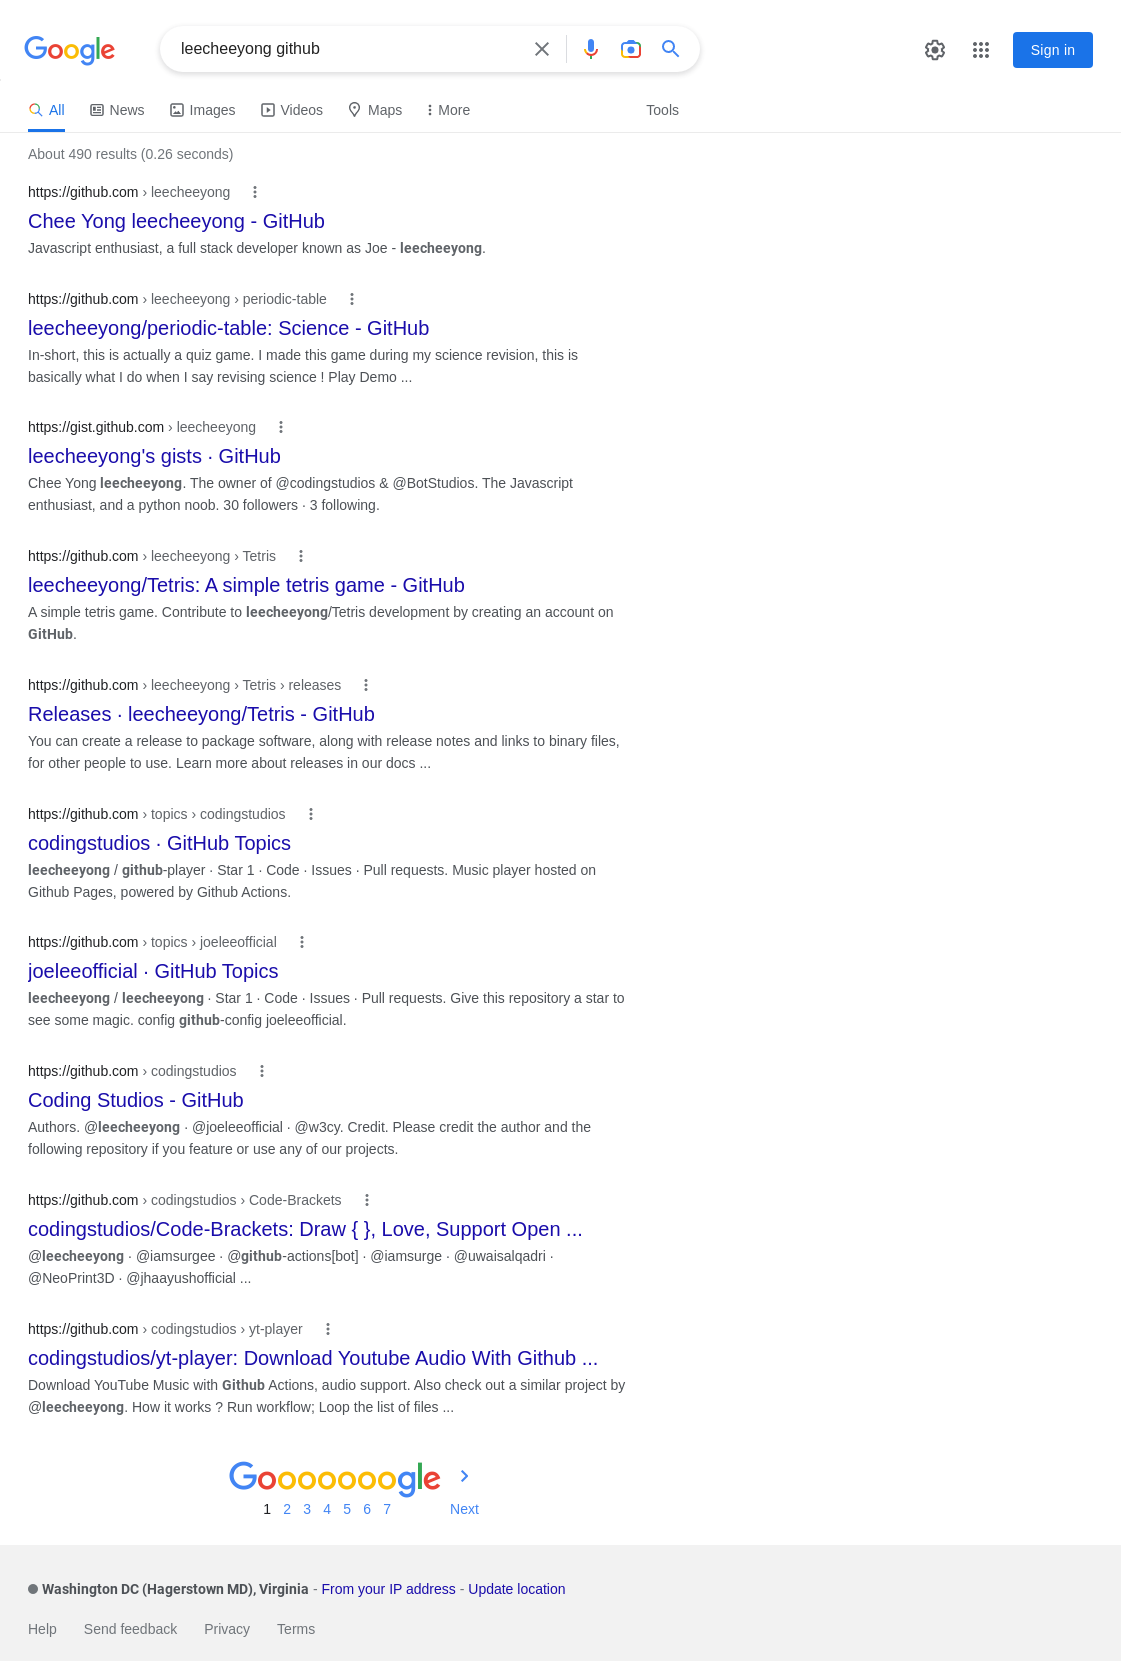 Google
leecheeyong github
Sign in
All News Images Videos Maps More Tools
About 490 results (0.26 seconds)
https://github.com › leecheeyong
Chee Yong leecheeyong - GitHub
Javascript enthusiast, a full stack developer known as Joe - leecheeyong.
https://github.com › leecheeyong › periodic-table
leecheeyong/periodic-table: Science - GitHub
In-short, this is actually a quiz game. I made this game during my science revision, this is
basically what I do when I say revising science ! Play Demo ...
https://gist.github.com › leecheeyong
leecheeyong's gists · GitHub
Chee Yong leecheeyong. The owner of @codingstudios & @BotStudios. The Javascript
enthusiast, and a python noob. 30 followers · 3 following.
https://github.com › leecheeyong › Tetris
leecheeyong/Tetris: A simple tetris game - GitHub
A simple tetris game. Contribute to leecheeyong/Tetris development by creating an account on
GitHub.
https://github.com › leecheeyong › Tetris › releases
Releases · leecheeyong/Tetris - GitHub
You can create a release to package software, along with release notes and links to binary files,
for other people to use. Learn more about releases in our docs ...
https://github.com › topics › codingstudios
codingstudios · GitHub Topics
leecheeyong / github-player · Star 1 · Code · Issues · Pull requests. Music player hosted on
Github Pages, powered by Github Actions.
https://github.com › topics › joeleeofficial
joeleeofficial · GitHub Topics
leecheeyong / leecheeyong · Star 1 · Code · Issues · Pull requests. Give this repository a star to
see some magic. config github-config joeleeofficial.
https://github.com › codingstudios
Coding Studios - GitHub
Authors. @leecheeyong · @joeleeofficial · @w3cy. Credit. Please credit the author and the
following repository if you feature or use any of our projects.
https://github.com › codingstudios › Code-Brackets
codingstudios/Code-Brackets: Draw { }, Love, Support Open ...
@leecheeyong · @iamsurgee · @github-actions[bot] · @iamsurge · @uwaisalqadri ·
@NeoPrint3D · @jhaayushofficial ...
https://github.com › codingstudios › yt-player
codingstudios/yt-player: Download Youtube Audio With Github ...
Download YouTube Music with Github Actions, audio support. Also check out a similar project by
@leecheeyong. How it works ? Run workflow; Loop the list of files ...
Goooooooogle
1 2 3 4 5 6 7 Next
Washington DC (Hagerstown MD), Virginia - From your IP address - Update location
Help Send feedback Privacy Terms